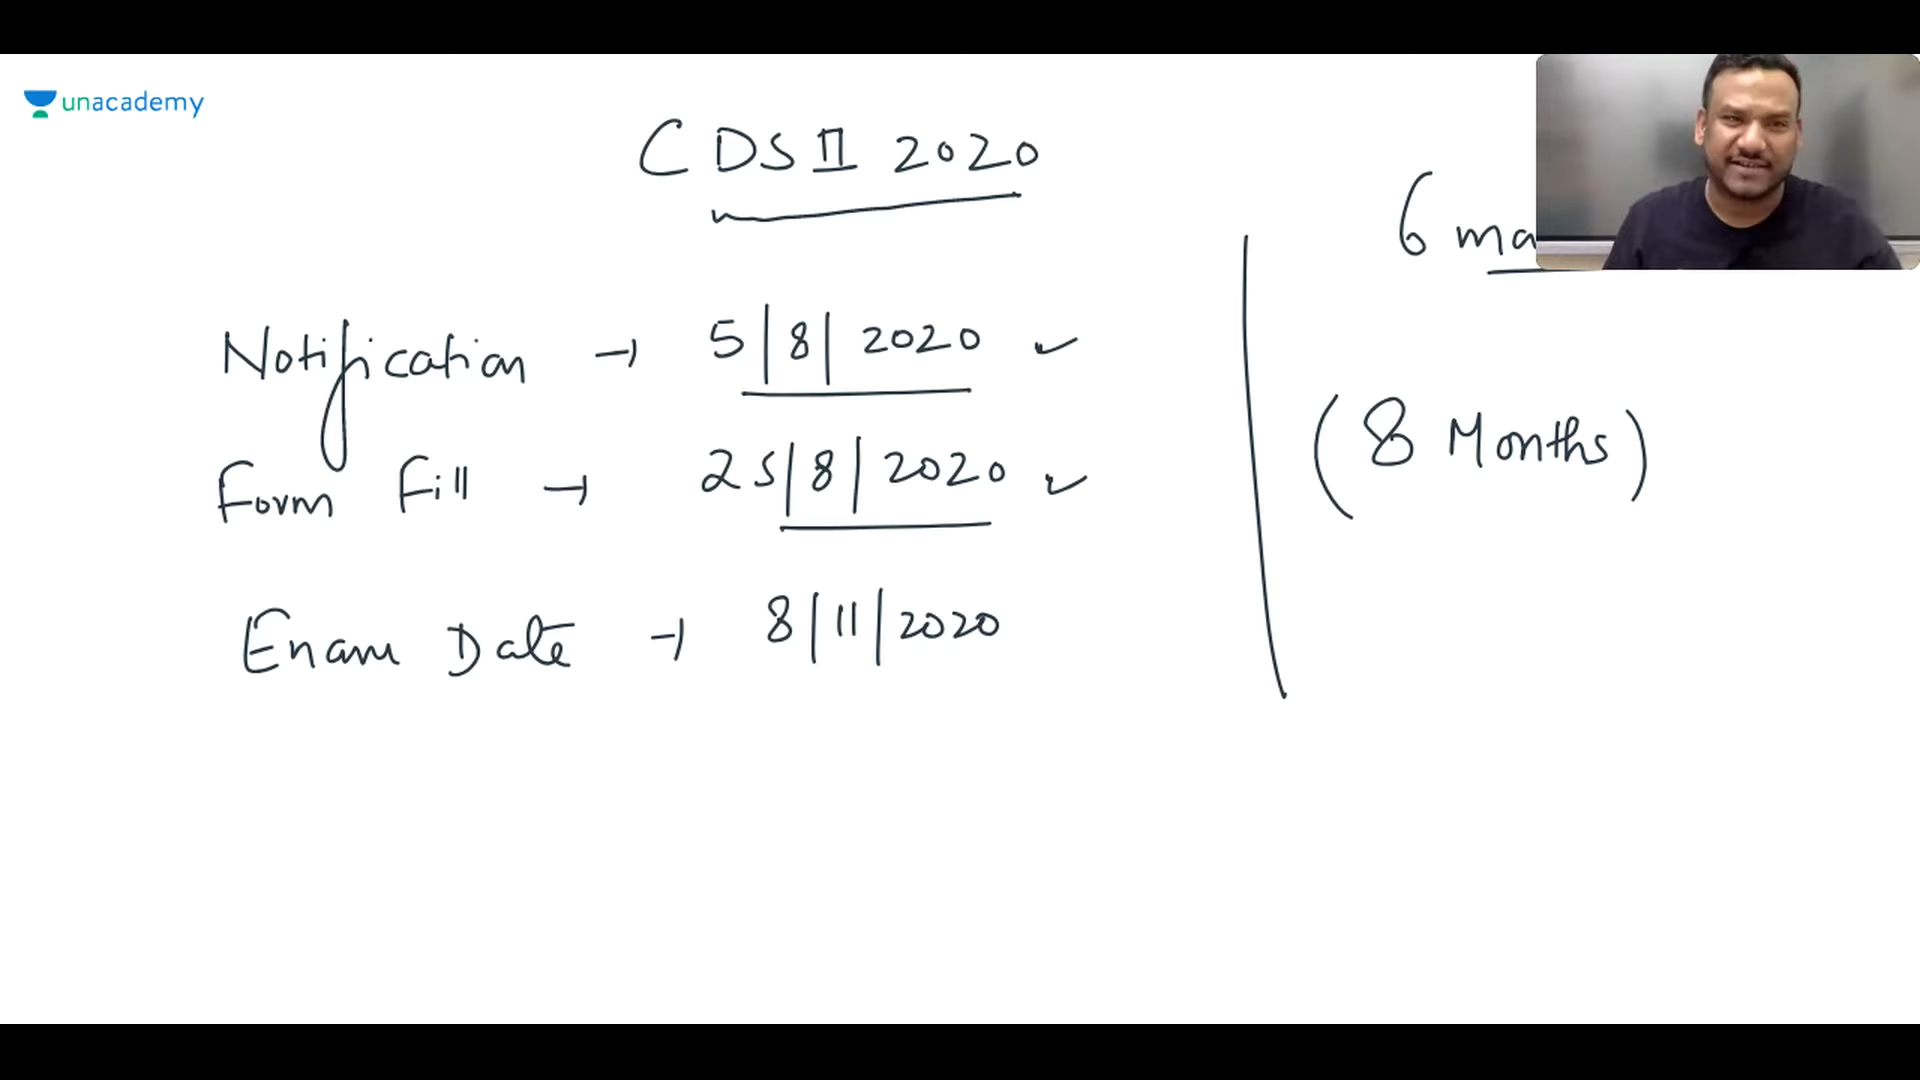 unacademy
CDS II 2020
Notification → 5|8|2020 ✓
Form Fill → 25|8|2020 ✓
Exam Date → 8|11|2020
6
(8 Months)